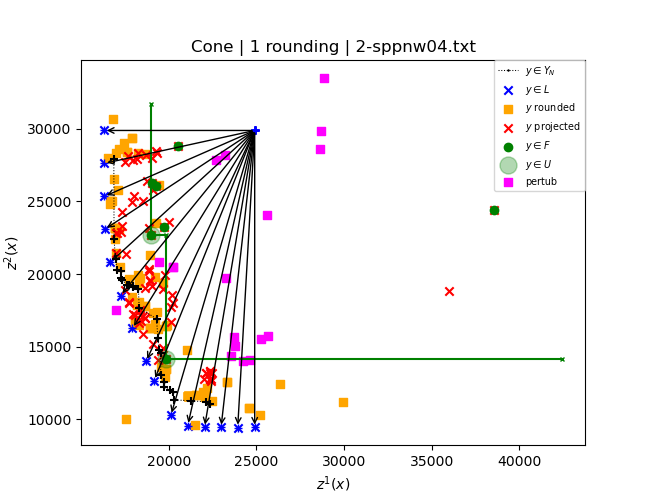 Cone | 1 rounding | 2-sppnw04.txt
y ∈ Y_N
y ∈ L
y rounded
y projected
y ∈ F
y ∈ U
pertub
30000
25000
20000
15000
10000
z²(x)
20000 25000 30000 35000 40000
z¹(x)